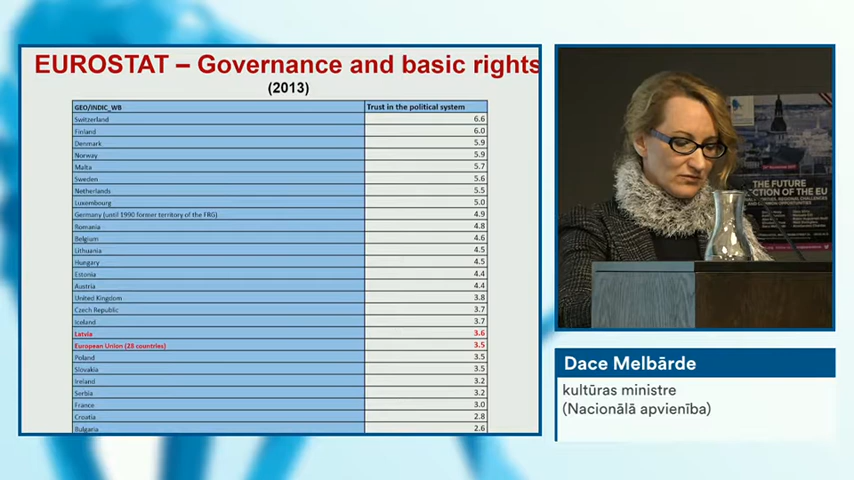 EUROSTAT – Governance and basic rights
(2013)
GEO/INDIC_WB Trust in the political system
Switzerland 6.6
Finland 6.0
Denmark 5.9
Norway 5.9
Malta 5.7
Sweden 5.6
Netherlands 5.5
Luxembourg 5.0
Germany (until 1990 former territory of the FRG) 4.9
Romania 4.8
Belgium 4.6
Lithuania 4.5
Hungary 4.5
Estonia 4.4
Austria 4.4
United Kingdom 3.8
Czech Republic 3.7
Iceland 3.7
Latvia 3.6
European Union (28 countries) 3.5
Poland 3.5
Slovakia 3.5
Ireland 3.2
Serbia 3.2
France 3.0
Croatia 2.8
Bulgaria 2.6
THE FUTURE
CTION OF THE EU
Dace Melbārde
kultūras ministre
(Nacionālā apvienība)